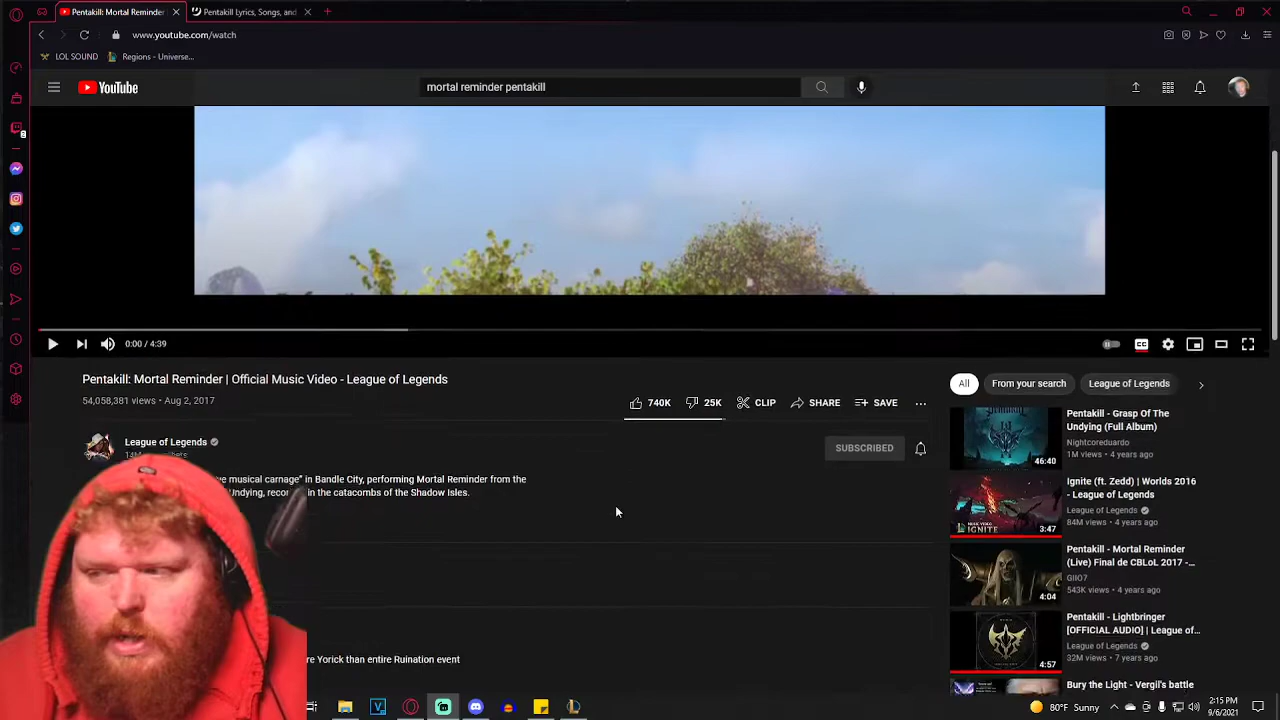 Pentakill: Mortal Reminder
Pentakill Lyrics, Songs, and
www.youtube.com/watch
LOL SOUND
Regions - Universe...
YouTube
mortal reminder pentakill
0:00 / 4:39
Pentakill: Mortal Reminder | Official Music Video - League of Legends
54,058,381 views • Aug 2, 2017
740K
25K
CLIP
SHARE
SAVE
League of Legends
SUBSCRIBED
musical carnage" in Bandle City, performing Mortal Reminder from the
in the catacombs of the Shadow Isles.
Yorick than entire Ruination event
All
From your search
League of Legends
Pentakill - Grasp Of The
Undying (Full Album)
Nightcoreduardo
1M views • 4 years ago
46:40
Ignite (ft. Zedd) | Worlds 2016
- League of Legends
League of Legends
84M views • 4 years ago
3:47
Pentakill - Mortal Reminder
(Live) Final de CBLoL 2017 -...
GIIO7
543K views • 4 years ago
4:04
Pentakill - Lightbringer
[OFFICIAL AUDIO] | League of...
League of Legends
32M views • 7 years ago
4:57
Bury the Light - Vergil's battle
80°F Sunny
2:15 PM
9/6/2021